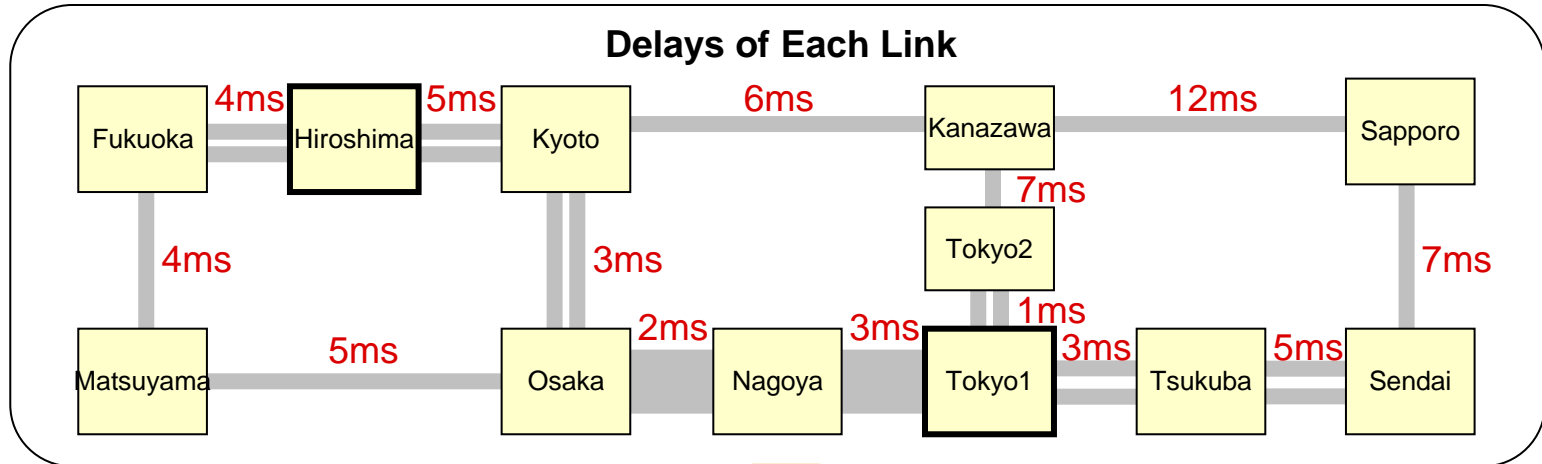 Delays of Each Link
4ms 5ms 6ms 12ms
Fukuoka Hiroshima Kyoto Kanazawa Sapporo
7ms
4ms 3ms Tokyo2 7ms
2ms 3ms 1ms 3ms 5ms
5ms
Matsuyama Osaka Nagoya Tokyo1 Tsukuba Sendai